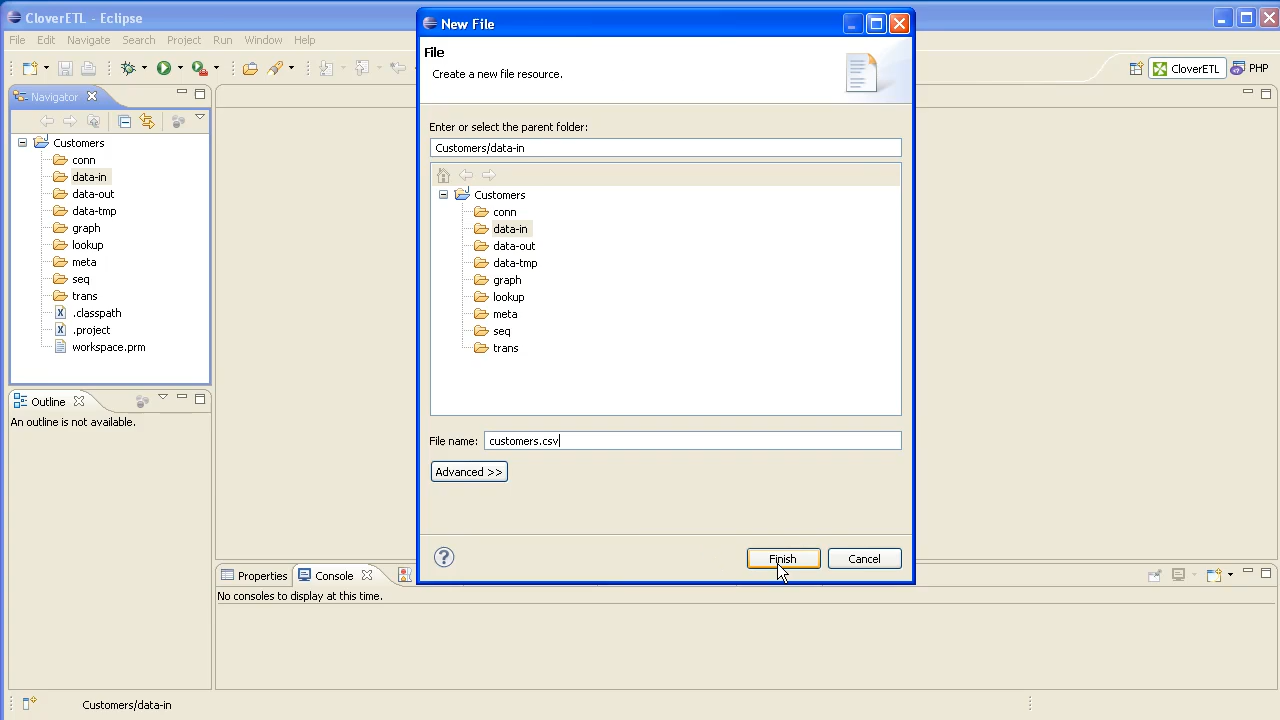 CloverETL - Eclipse
File Edit Navigate Search Project Run Window Help
CloverETL PHP
Navigator
Customers
conn
data-in
data-out
data-tmp
graph
lookup
meta
seq
trans
.classpath
.project
workspace.prm
Outline
An outline is not available.
New File
File
Create a new file resource.
Enter or select the parent folder:
Customers/data-in
Customers
conn
data-in
data-out
data-tmp
graph
lookup
meta
seq
trans
File name: customers.csv
Advanced >>
Finish Cancel
Properties Console
No consoles to display at this time.
Customers/data-in